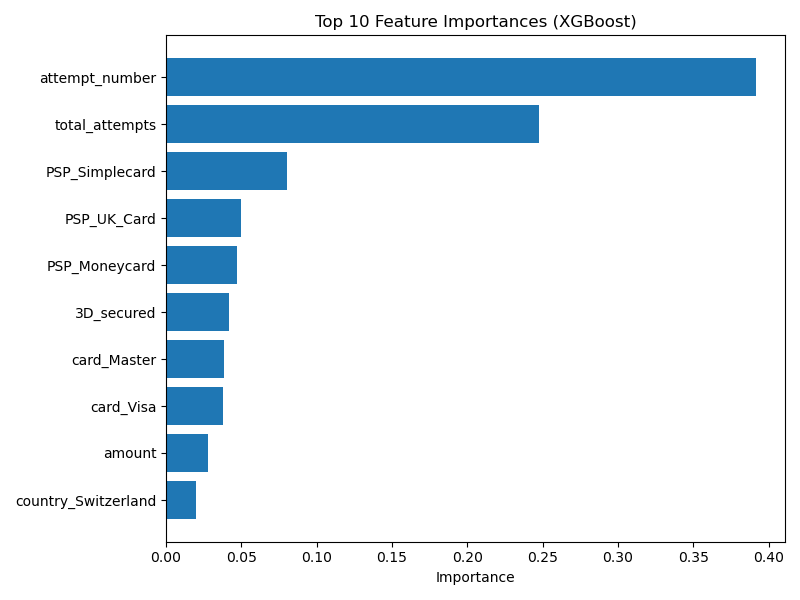 Top 10 Feature Importances (XGBoost)
attempt_number
total_attempts
PSP_Simplecard
PSP_UK_Card
PSP_Moneycard
3D_secured
card_Master
card_Visa
amount
country_Switzerland
0.00 0.05 0.10 0.15 0.20 0.25 0.30 0.35 0.40
Importance